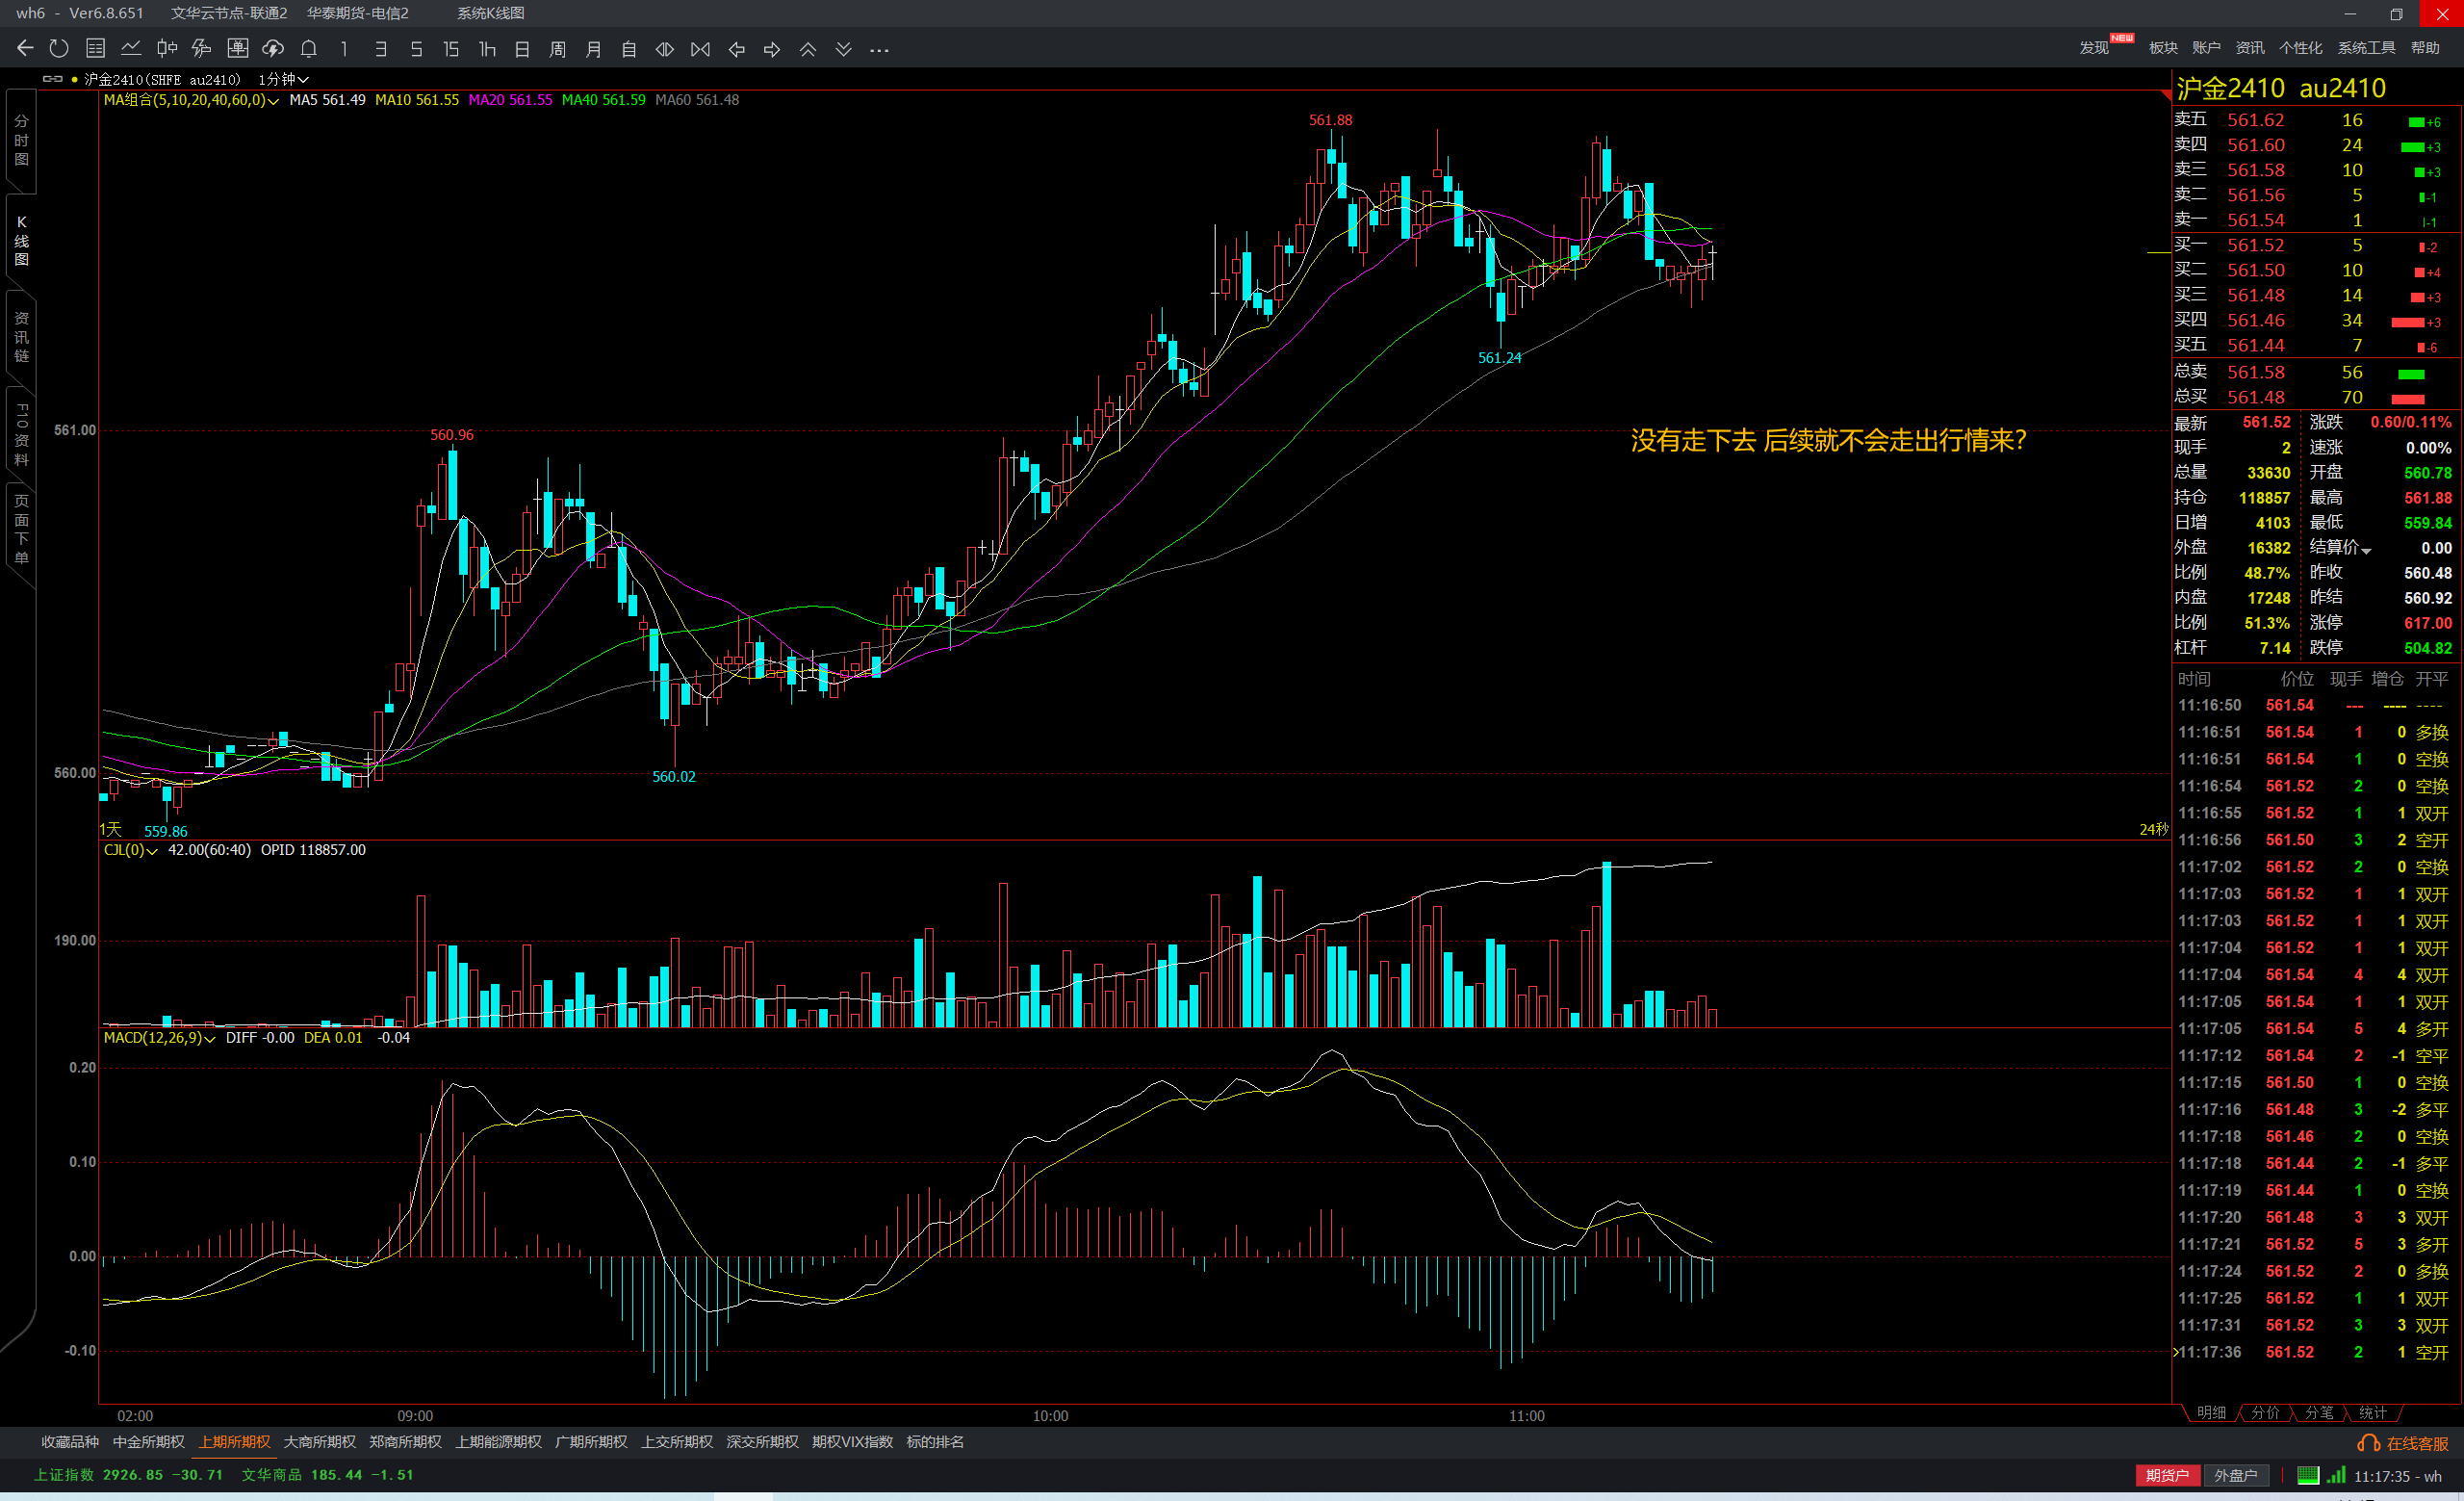 wh6 - Ver6.8.651 文华云节点-联通2 华泰期货-电信2 系统K线图
单 1 3 5 15 1h 日 周 月 自 ...
发现 NEW 板块 账户 资讯 个性化 系统工具 帮助
沪金2410(SHFE au2410) 1分钟
MA组合(5,10,20,40,60,0) MA5 561.49 MA10 561.55 MA20 561.55 MA40 561.59 MA60 561.48
分时图
K线图
资讯链
F10资料
页面下单
561.88
561.24
561.00
560.96
没有走下去 后续就不会走出行情来?
560.00
560.02
1天
559.86
24秒
CJL(0) 42.00(60:40) OPID 118857.00
190.00
MACD(12,26,9) DIFF -0.00 DEA 0.01 -0.04
0.20
0.10
0.00
-0.10
02:00 09:00 10:00 11:00
沪金2410 au2410
卖五 561.62 16 +6
卖四 561.60 24 +3
卖三 561.58 10 +3
卖二 561.56 5 -1
卖一 561.54 1 -1
买一 561.52 5 -2
买二 561.50 10 +4
买三 561.48 14 +3
买四 561.46 34 +3
买五 561.44 7 -6
总卖 561.58 56
总买 561.48 70
最新 561.52 涨跌 0.60/0.11%
现手 2 速涨 0.00%
总量 33630 开盘 560.78
持仓 118857 最高 561.88
日增 4103 最低 559.84
外盘 16382 结算价 0.00
比例 48.7% 昨收 560.48
内盘 17248 昨结 560.92
比例 51.3% 涨停 617.00
杠杆 7.14 跌停 504.82
时间 价位 现手 增仓 开平
11:16:50 561.54 --- ---- ----
11:16:51 561.54 1 0 多换
11:16:51 561.54 1 0 空换
11:16:54 561.52 2 0 空换
11:16:55 561.52 1 1 双开
11:16:56 561.50 3 2 空开
11:17:02 561.52 2 0 空换
11:17:03 561.52 1 1 双开
11:17:03 561.52 1 1 双开
11:17:04 561.52 1 1 双开
11:17:04 561.54 4 4 双开
11:17:05 561.54 1 1 双开
11:17:05 561.54 5 4 多开
11:17:12 561.54 2 -1 空平
11:17:15 561.50 1 0 空换
11:17:16 561.48 3 -2 多平
11:17:18 561.46 2 0 空换
11:17:18 561.44 2 -1 多平
11:17:19 561.44 1 0 空换
11:17:20 561.48 3 3 双开
11:17:21 561.52 5 3 多开
11:17:24 561.52 2 0 多换
11:17:25 561.52 1 1 双开
11:17:31 561.52 3 3 双开
11:17:36 561.52 2 1 空开
明细 分价 分笔 统计
收藏品种 中金所期权 上期所期权 大商所期权 郑商所期权 上期能源期权 广期所期权 上交所期权 深交所期权 期权VIX指数 标的排名
在线客服
上证指数 2926.85 -30.71 文华商品 185.44 -1.51
期货户 外盘户 11:17:35 - wh